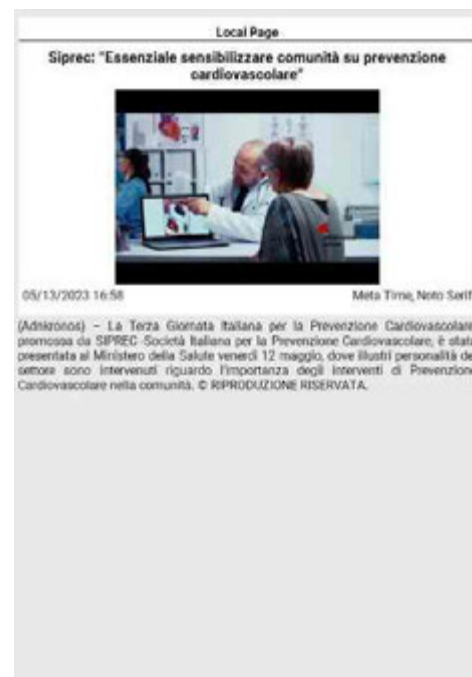 Local Page
Siprec: "Essenziale sensibilizzare comunità su prevenzione
cardiovascolare"
05/13/2023 16:58
Meta Time, Noto Serif
(Adnkronos) – La Terza Giornata Italiana per la Prevenzione Cardiovascolare
promossa da SIPREC -Società Italiana per la Prevenzione Cardiovascolare, è stata
presentata al Ministero della Salute venerdì 12 maggio, dove illustri personalità de
settore sono intervenuti riguardo l'importanza degli interventi di Prevenzione
Cardiovascolare nella comunità. © RIPRODUZIONE RISERVATA.